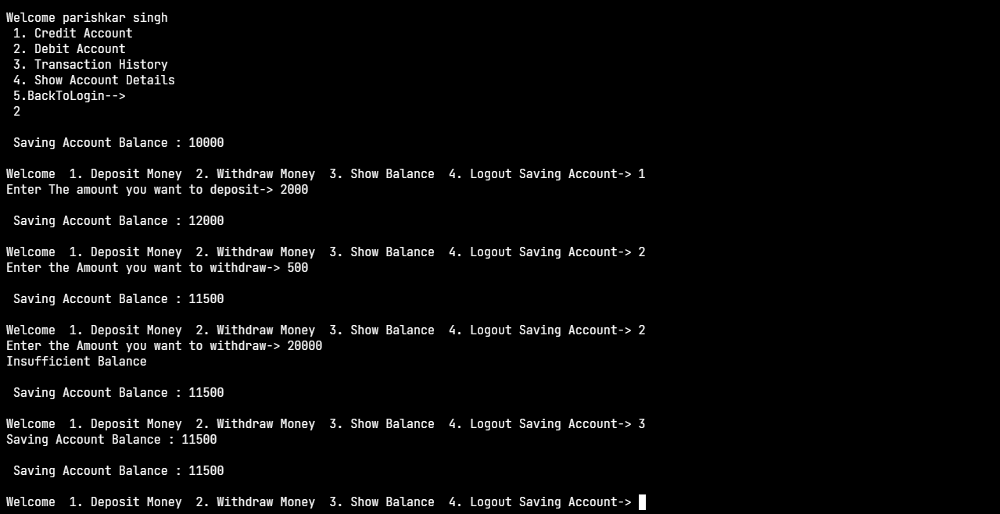 Welcome parishkar singh
1. Credit Account
2. Debit Account
3. Transaction History
4. Show Account Details
5.BackToLogin-->
2
Saving Account Balance : 10000
Welcome  1. Deposit Money  2. Withdraw Money  3. Show Balance  4. Logout Saving Account-> 1
Enter The amount you want to deposit-> 2000
Saving Account Balance : 12000
Welcome  1. Deposit Money  2. Withdraw Money  3. Show Balance  4. Logout Saving Account-> 2
Enter the Amount you want to withdraw-> 500
Saving Account Balance : 11500
Welcome  1. Deposit Money  2. Withdraw Money  3. Show Balance  4. Logout Saving Account-> 2
Enter the Amount you want to withdraw-> 20000
Insufficient Balance
Saving Account Balance : 11500
Welcome  1. Deposit Money  2. Withdraw Money  3. Show Balance  4. Logout Saving Account-> 3
Saving Account Balance : 11500
Saving Account Balance : 11500
Welcome  1. Deposit Money  2. Withdraw Money  3. Show Balance  4. Logout Saving Account->